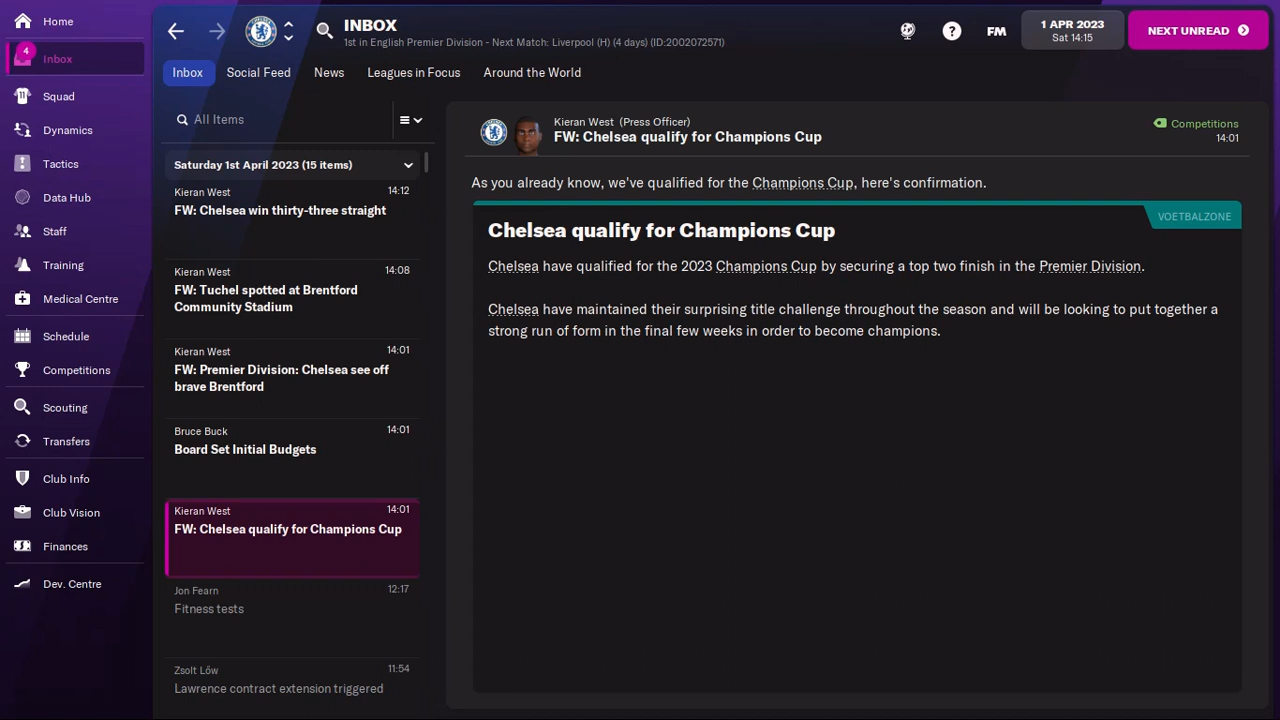 Home
4
Inbox
Squad
Dynamics
Tactics
Data Hub
Staff
Training
Medical Centre
Schedule
Competitions
Scouting
Transfers
Club Info
Club Vision
Finances
Dev. Centre
INBOX
1st in English Premier Division - Next Match: Liverpool (H) (4 days) (ID:2002072571)
?
FM
1 APR 2023
Sat 14:15
NEXT UNREAD
Inbox
Social Feed
News
Leagues in Focus
Around the World
All Items
Saturday 1st April 2023 (15 items)
Kieran West 14:12
FW: Chelsea win thirty-three straight
Kieran West 14:08
FW: Tuchel spotted at Brentford
Community Stadium
Kieran West 14:01
FW: Premier Division: Chelsea see off
brave Brentford
Bruce Buck 14:01
Board Set Initial Budgets
Kieran West 14:01
FW: Chelsea qualify for Champions Cup
Jon Fearn 12:17
Fitness tests
Zsolt Lőw 11:54
Lawrence contract extension triggered
Kieran West (Press Officer)
FW: Chelsea qualify for Champions Cup
Competitions
14:01
As you already know, we've qualified for the Champions Cup, here's confirmation.
VOETBALZONE
Chelsea qualify for Champions Cup
Chelsea have qualified for the 2023 Champions Cup by securing a top two finish in the Premier Division.
Chelsea have maintained their surprising title challenge throughout the season and will be looking to put together a
strong run of form in the final few weeks in order to become champions.